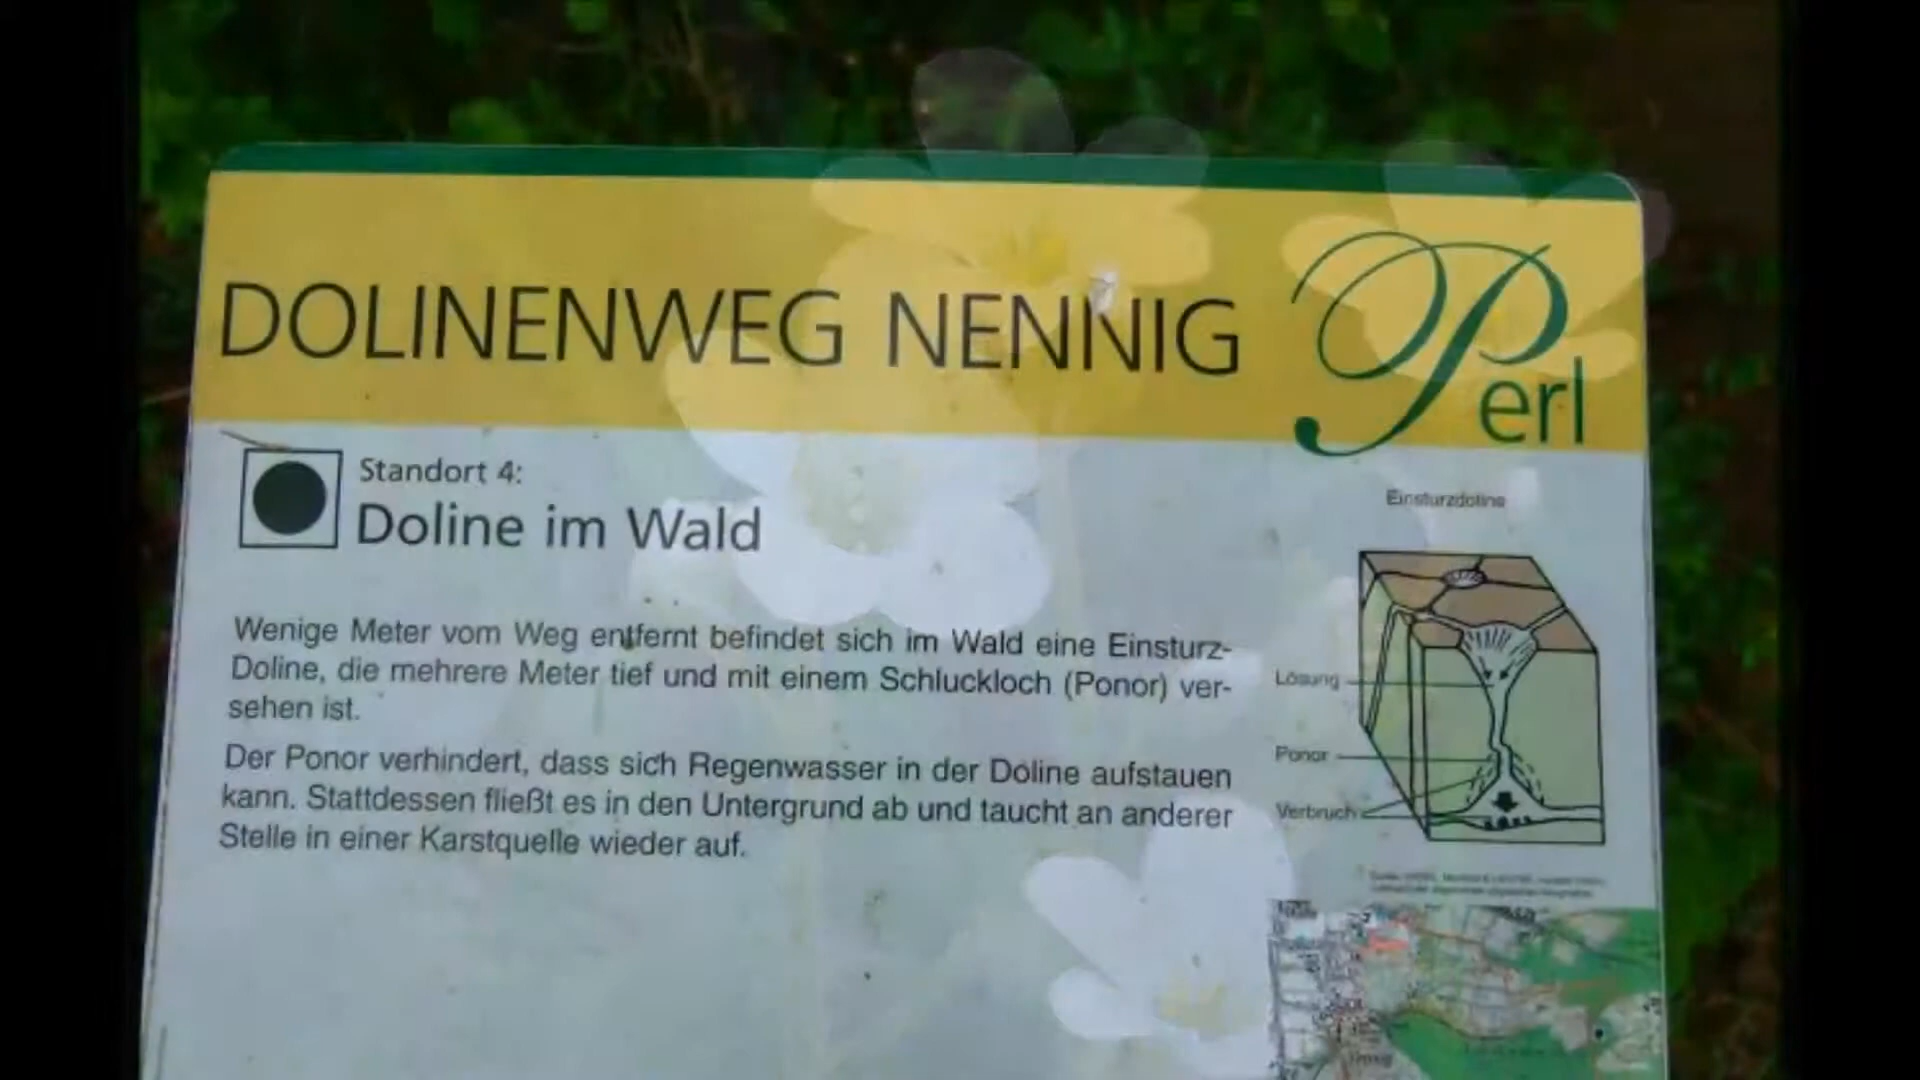 DOLINENWEG NENNIG
Perl
Standort 4:
Doline im Wald
Wenige Meter vom Weg entfernt befindet sich im Wald eine Einsturz-
Doline, die mehrere Meter tief und mit einem Schluckloch (Ponor) ver-
sehen ist.
Der Ponor verhindert, dass sich Regenwasser in der Doline aufstauen
kann. Stattdessen fließt es in den Untergrund ab und taucht an anderer
Stelle in einer Karstquelle wieder auf.
Einsturzdoline
Lösung
Ponor
Verbruch